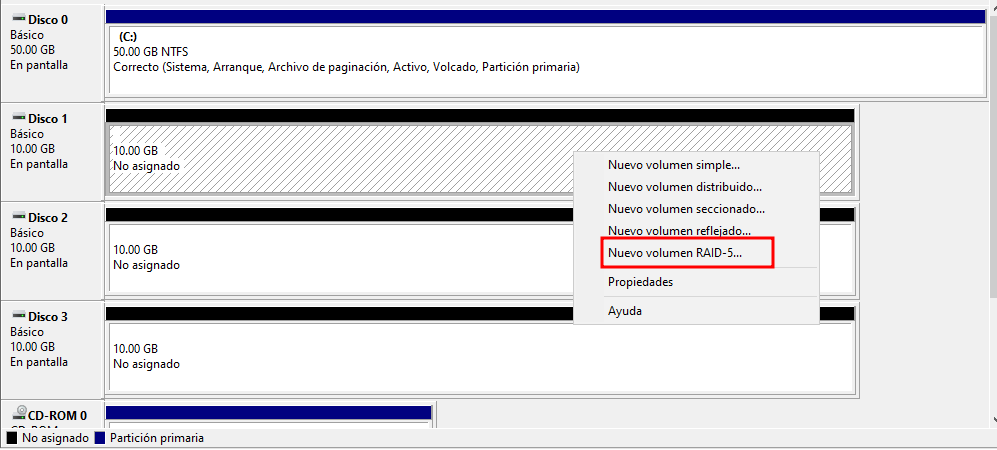 Disco 0
Básico
50.00 GB
En pantalla
(C:)
50.00 GB NTFS
Correcto (Sistema, Arranque, Archivo de paginación, Activo, Volcado, Partición primaria)
Disco 1
Básico
10.00 GB
En pantalla
10.00 GB
No asignado
Nuevo volumen simple...
Nuevo volumen distribuido...
Nuevo volumen seccionado...
Nuevo volumen reflejado...
Nuevo volumen RAID-5...
Propiedades
Ayuda
Disco 2
Básico
10.00 GB
En pantalla
10.00 GB
No asignado
Disco 3
Básico
10.00 GB
En pantalla
10.00 GB
No asignado
CD-ROM 0
No asignado
Partición primaria